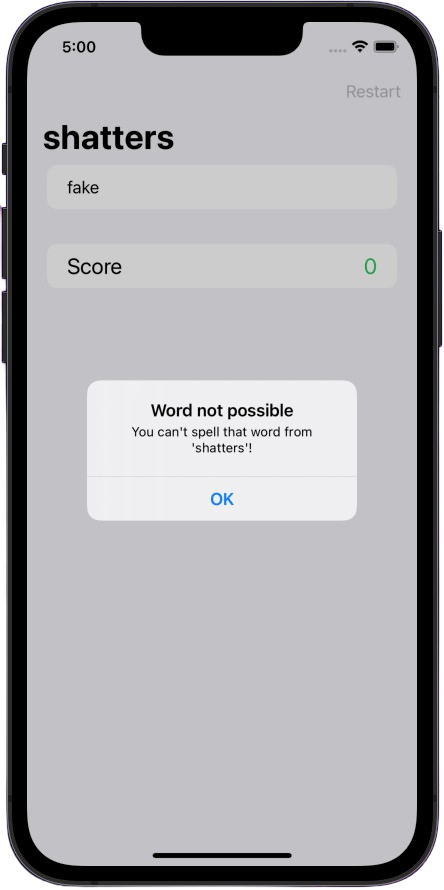 5:00
Restart
shatters
fake
Score 0
Word not possible
You can't spell that word from
'shatters'!
OK